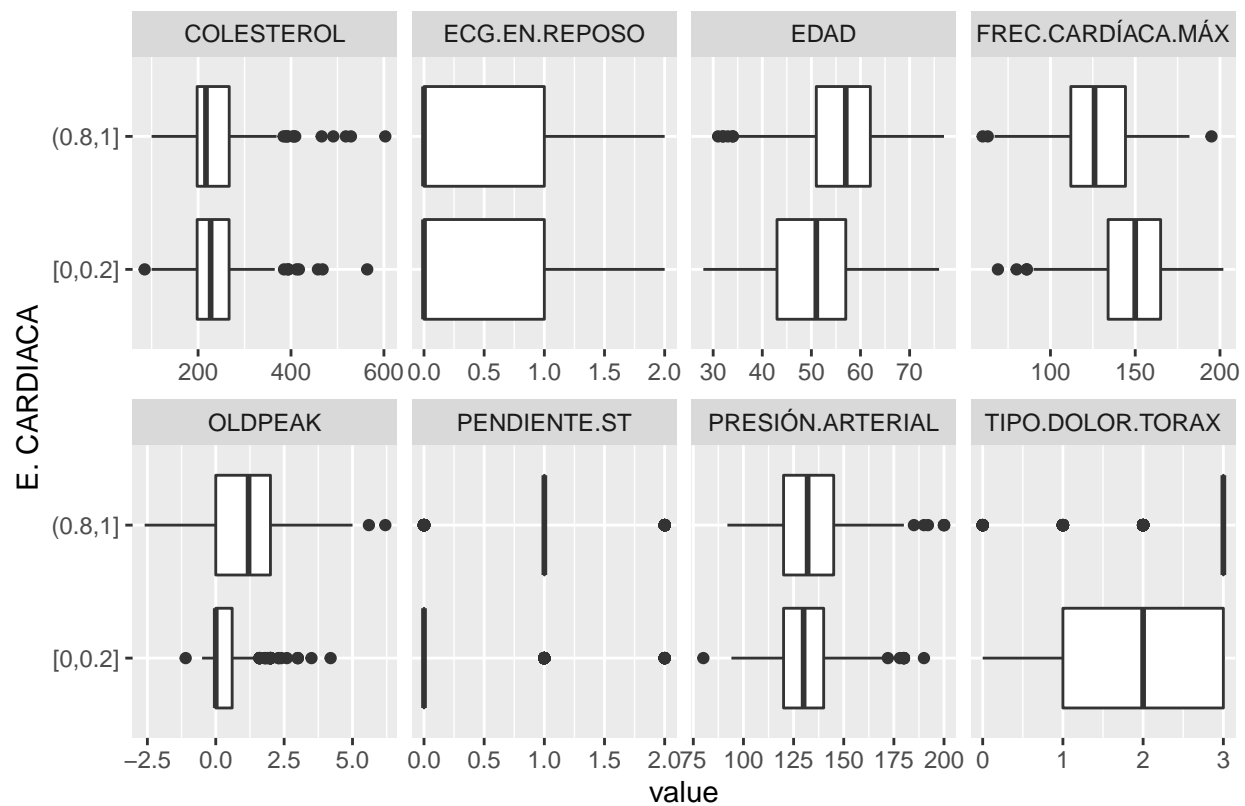 COLESTEROL ECG.EN.REPOSO EDAD FREC.CARDÍACA.MÁX
(0.8,1]
[0,0.2]
200 400 600 0.0 0.5 1.0 1.5 2.0 30 40 50 60 70 100 150 200
OLDPEAK PENDIENTE.ST PRESIÓN.ARTERIAL TIPO.DOLOR.TORAX
(0.8,1]
[0,0.2]
−2.5 0.0 2.5 5.0 0.0 0.5 1.0 1.5 2.0 75 100 125 150 175 200 0 1 2 3
value
E. CARDIACA